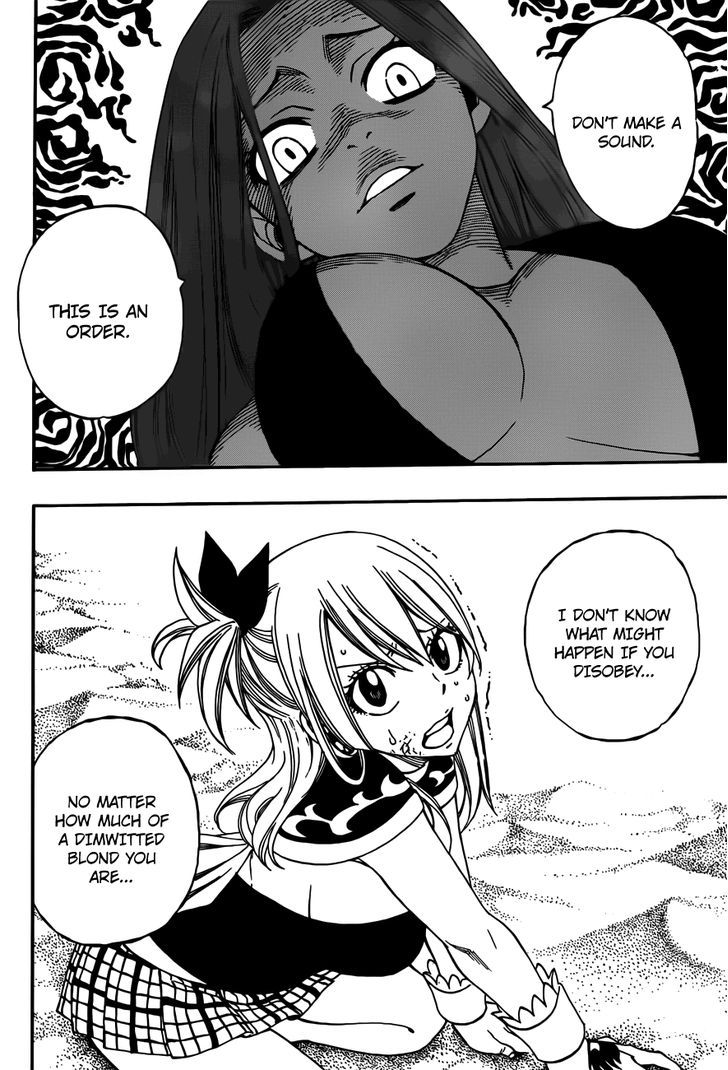 DON'T MAKE A
SOUND.
THIS IS AN
ORDER.
I DON'T KNOW
WHAT MIGHT
HAPPEN IF YOU
DISOBEY...
NO MATTER
HOW MUCH OF
A DIMWITTED
BLOND YOU
ARE...